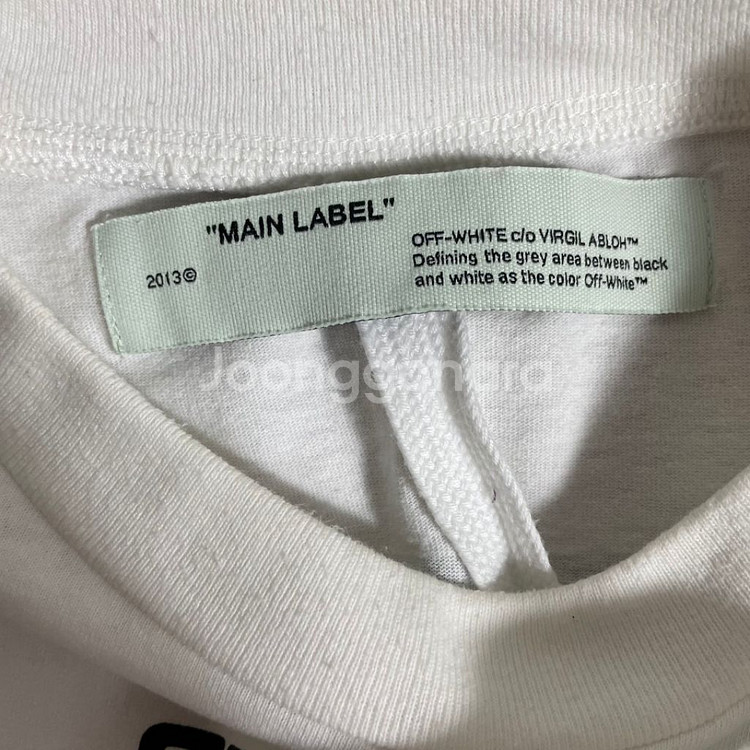 "MAIN LABEL"
2013©
OFF-WHITE c/o VIRGIL ABLOH™
Defining the grey area between black
and white as the color Off-White™
Joonggonara